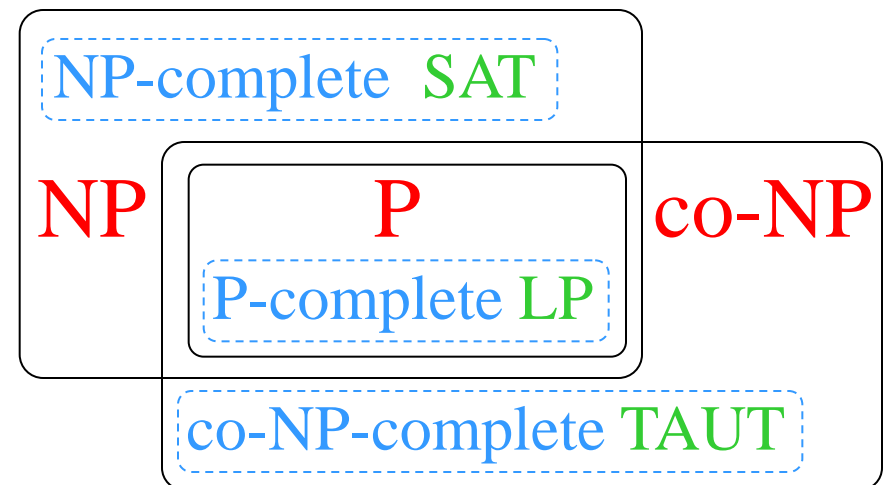 NP-complete SAT
NP P co-NP
P-complete LP
co-NP-complete TAUT